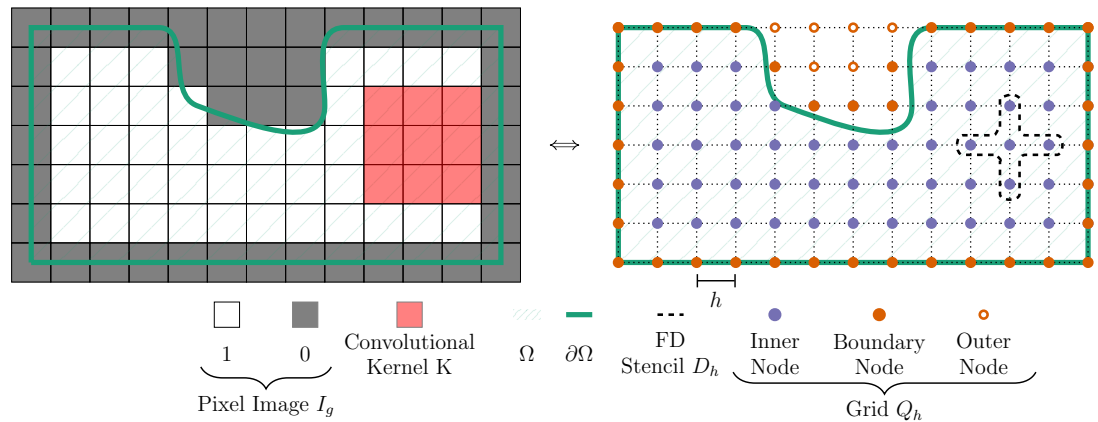 ⇔
h
1
0
Convolutional
Kernel K
Ω
∂Ω
FD
Stencil D_h
Inner
Node
Boundary
Node
Outer
Node
Pixel Image I_g
Grid Q_h